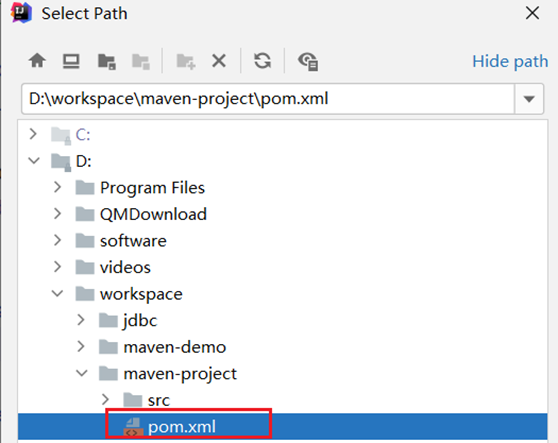 Select Path
Hide path
D:\workspace\maven-project\pom.xml
C:
D:
Program Files
QMDownload
software
videos
workspace
jdbc
maven-demo
maven-project
src
pom.xml